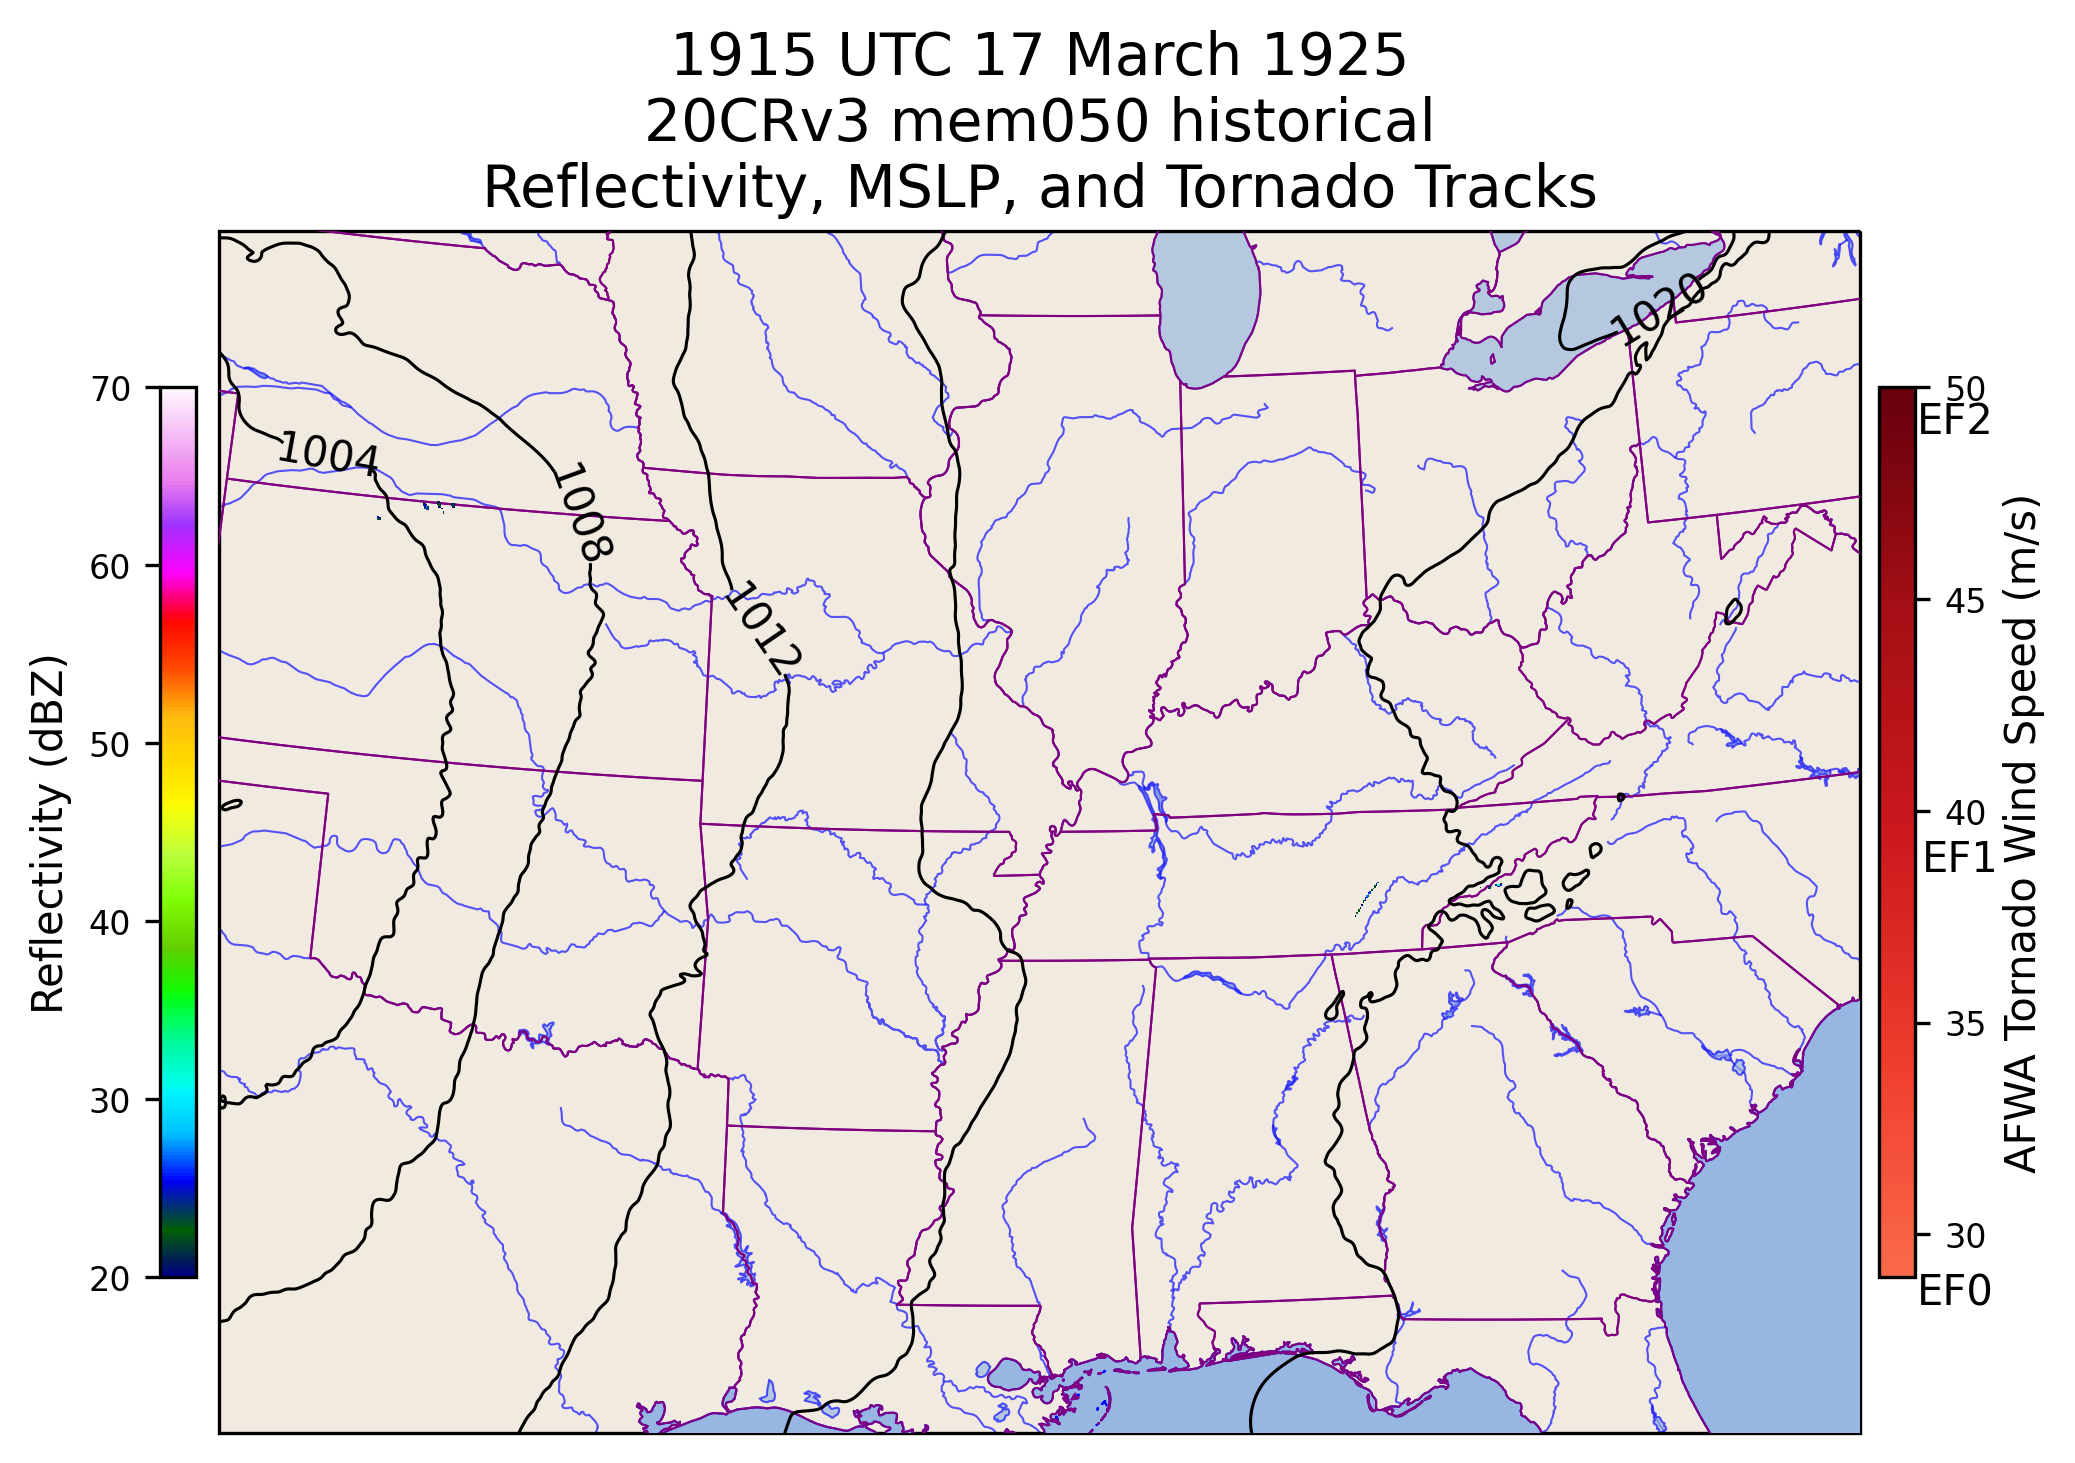 1915 UTC 17 March 1925
20CRv3 mem050 historical
Reflectivity, MSLP, and Tornado Tracks
70
60
50
40
30
20
Reflectivity (dBZ)
1004
1008
1012
1020
50
EF2
45
40
EF1
35
30
EF0
AFWA Tornado Wind Speed (m/s)